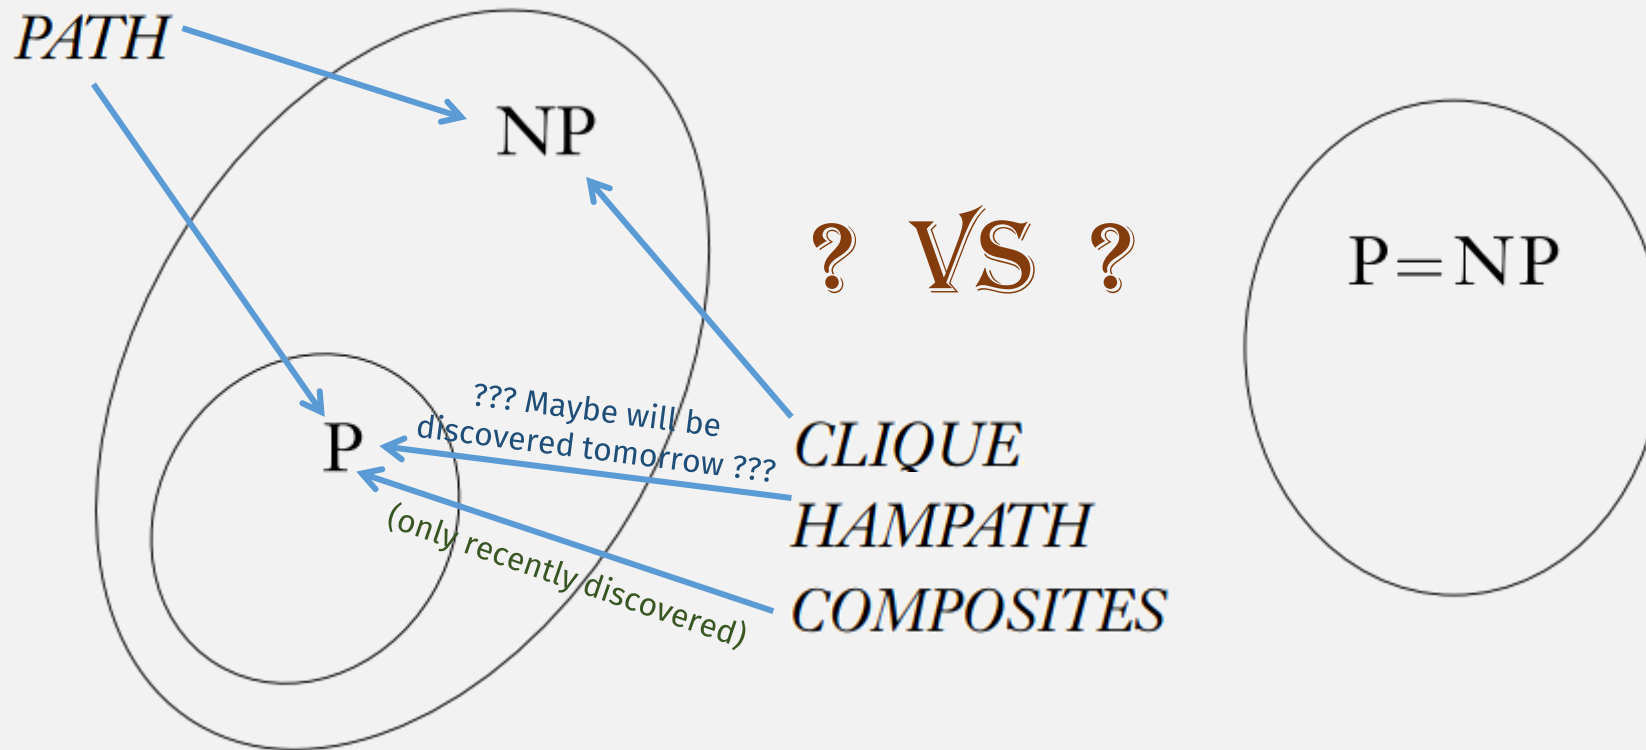 PATH
NP
? VS ?
P=NP
??? Maybe will be
discovered tomorrow ???
P
CLIQUE
HAMPATH
(only recently discovered)
COMPOSITES